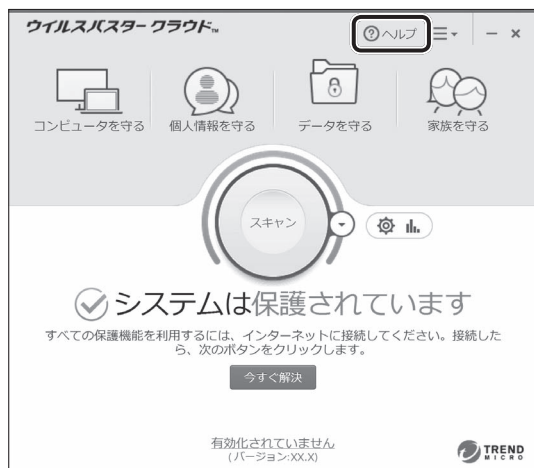 ウイルスバスター クラウド™
?ヘルプ
コンピュータを守る
個人情報を守る
データを守る
家族を守る
スキャン
システムは保護されています
すべての保護機能を利用するには、インターネットに接続してください。接続した
ら、次のボタンをクリックします。
今すぐ解決
有効化されていません
(バージョン:XX.X)
TREND
MICRO